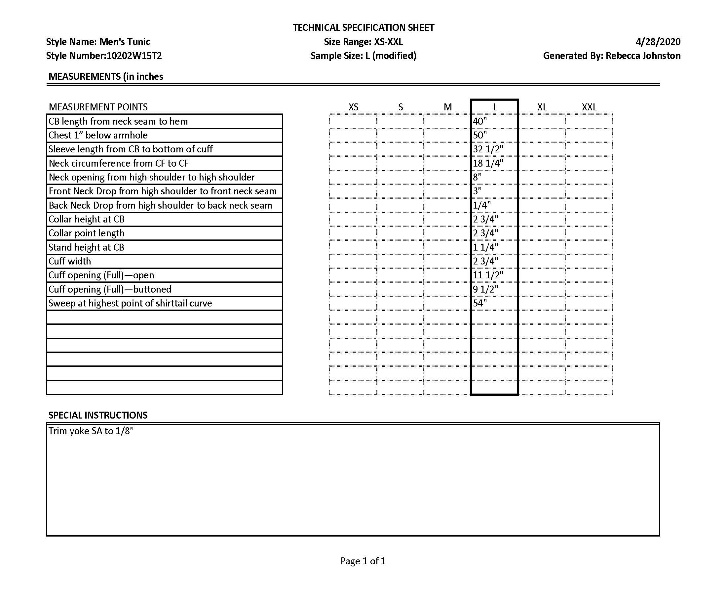 TECHNICAL SPECIFICATION SHEET
Style Name: Men's Tunic Size Range: XS-XXL 4/28/2020
Style Number:10202W15T2 Sample Size: L (modified) Generated By: Rebecca Johnston
MEASUREMENTS (in inches
MEASUREMENT POINTS XS S M L XL XXL
CB length from neck seam to hem 40"
Chest 1" below armhole 50"
Sleeve length from CB to bottom of cuff 32 1/2"
Neck circumference from CF to CF 18 1/4"
Neck opening from high shoulder to high shoulder 8"
Front Neck Drop from high shoulder to front neck seam 3"
Back Neck Drop from high shoulder to back neck seam 1/4"
Collar height at CB 2 3/4"
Collar point length 2 3/4"
Stand height at CB 1 1/4"
Cuff width 2 3/4"
Cuff opening (Full)—open 11 1/2"
Cuff opening (Full)—buttoned 9 1/2"
Sweep at highest point of shirttail curve 54"
SPECIAL INSTRUCTIONS
Trim yoke SA to 1/8"
Page 1 of 1